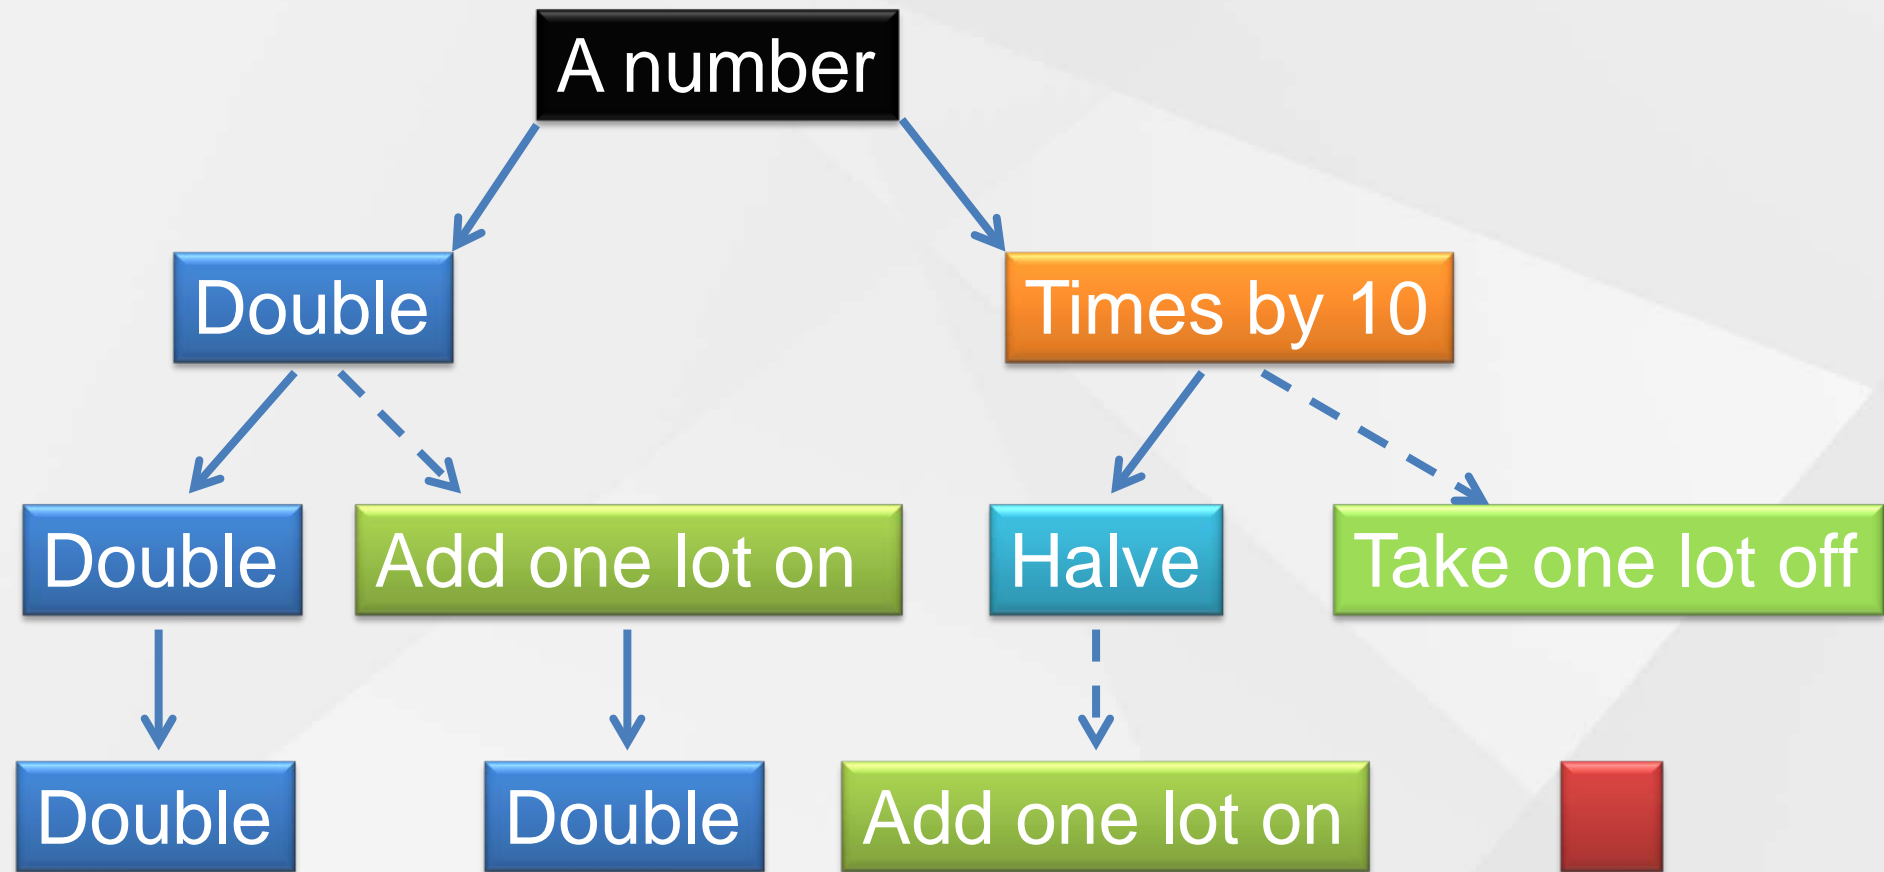 A number
Double
Times by 10
Double
Add one lot on
Halve
Take one lot off
Double
Double
Add one lot on